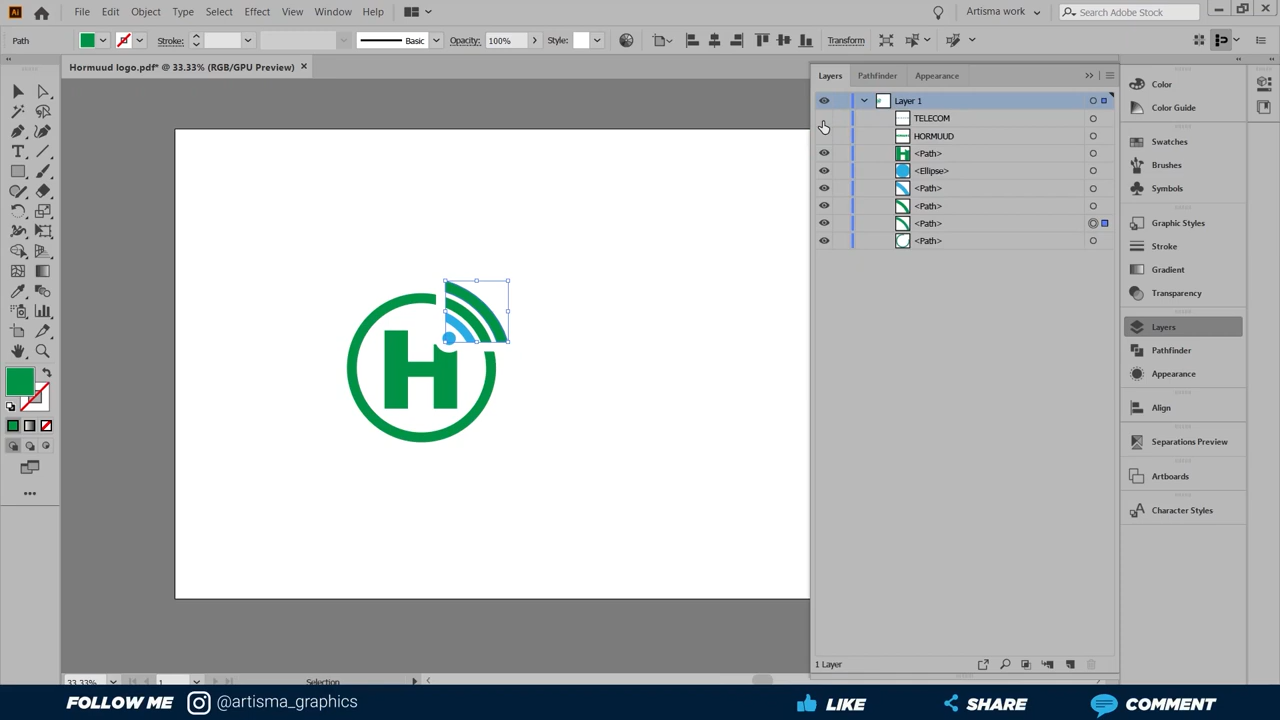 Ai File Edit Object Type Select Effect View Window Help Artisma work Search Adobe Stock
Path Stroke: Basic Opacity: 100% Style: Transform
Hormuud logo.pdf* @ 33.33% (RGB/GPU Preview)
Layers Pathfinder Appearance
Layer 1
TELECOM
HORMUUD
<Path>
<Ellipse>
<Path>
<Path>
<Path>
<Path>
Color
Color Guide
Swatches
Brushes
Symbols
Graphic Styles
Stroke
Gradient
Transparency
Layers
Pathfinder
Appearance
Align
Separations Preview
Artboards
Character Styles
H
1 Layer
33.33% 1 Selection
FOLLOW ME @artisma_graphics LIKE SHARE COMMENT